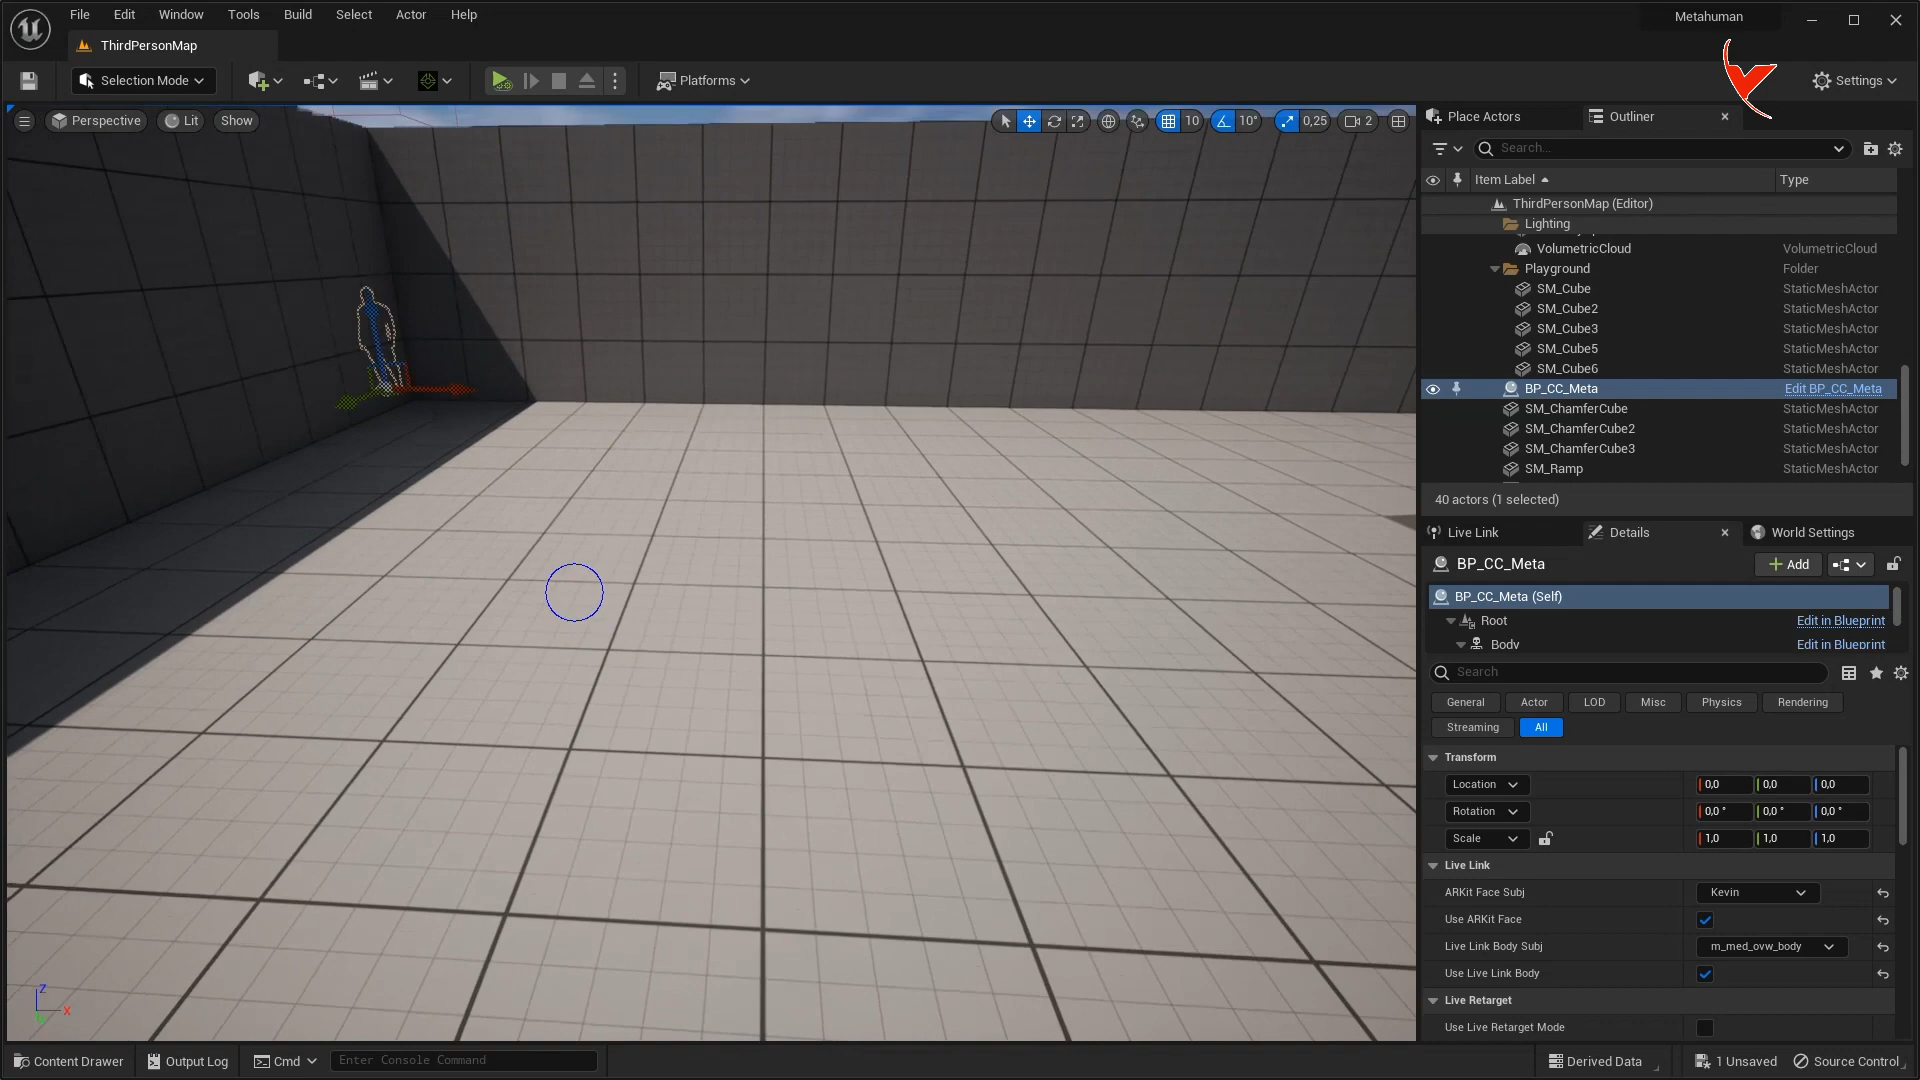 File Edit Window Tools Build Select Actor Help
Metahuman
ThirdPersonMap
Selection Mode
Platforms
Settings
Perspective Lit Show
10 10° 0,25 2
Place Actors Outliner
Search...
Item Label Type
ThirdPersonMap (Editor)
Lighting
VolumetricCloud VolumetricCloud
Playground Folder
SM_Cube StaticMeshActor
SM_Cube2 StaticMeshActor
SM_Cube3 StaticMeshActor
SM_Cube5 StaticMeshActor
SM_Cube6 StaticMeshActor
BP_CC_Meta Edit BP_CC_Meta
SM_ChamferCube StaticMeshActor
SM_ChamferCube2 StaticMeshActor
SM_ChamferCube3 StaticMeshActor
SM_Ramp StaticMeshActor
40 actors (1 selected)
Live Link Details World Settings
BP_CC_Meta Add
BP_CC_Meta (Self)
Root Edit in Blueprint
Body Edit in Blueprint
Search
General Actor LOD Misc Physics Rendering
Streaming All
Transform
Location 0,0 0,0 0,0
Rotation 0,0 ° 0,0 ° 0,0 °
Scale 1,0 1,0 1,0
Live Link
ARKit Face Subj Kevin
Use ARKit Face
Live Link Body Subj m_med_ovw_body
Use Live Link Body
Live Retarget
Use Live Retarget Mode
Z
X
Content Drawer Output Log Cmd Enter Console Command Derived Data 1 Unsaved Source Control